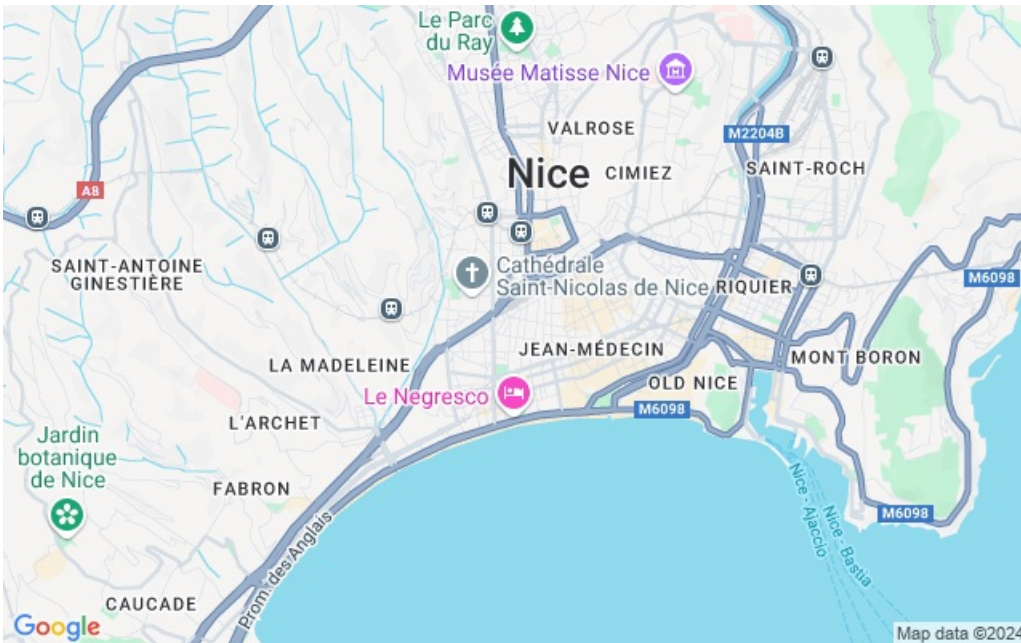 Le Parc
du Ray
Musée Matisse Nice
VALROSE
M2204B
Nice
CIMIEZ
SAINT-ROCH
A8
SAINT-ANTOINE
GINESTIÈRE
Cathédrale
Saint-Nicolas de Nice
RIQUIER
M6098
LA MADELEINE
JEAN-MÉDECIN
MONT BORON
Le Negresco
OLD NICE
M6098
L'ARCHET
Jardin
botanique
de Nice
FABRON
Nice - Ajaccio
Nice - Bastia
M6098
Prom. des Anglais
CAUCADE
Google
Map data ©2024